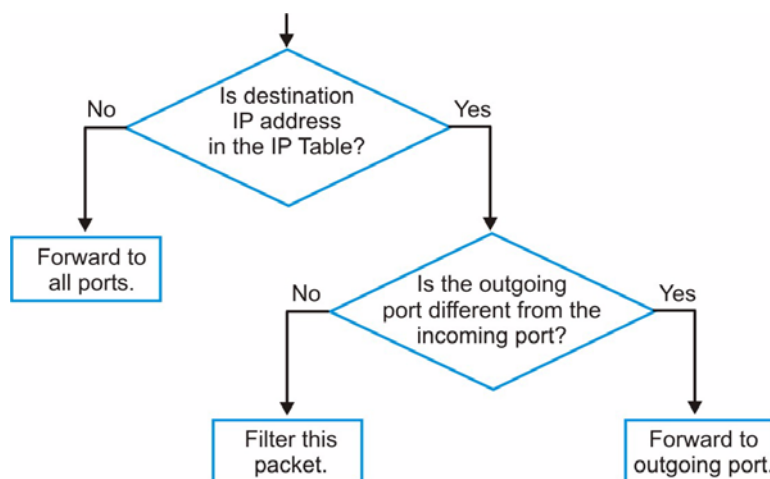 Is destination
IP address
in the IP Table?
No
Yes
Forward to
all ports.
Is the outgoing
port different from the
incoming port?
No
Yes
Filter this
packet.
Forward to
outgoing port.